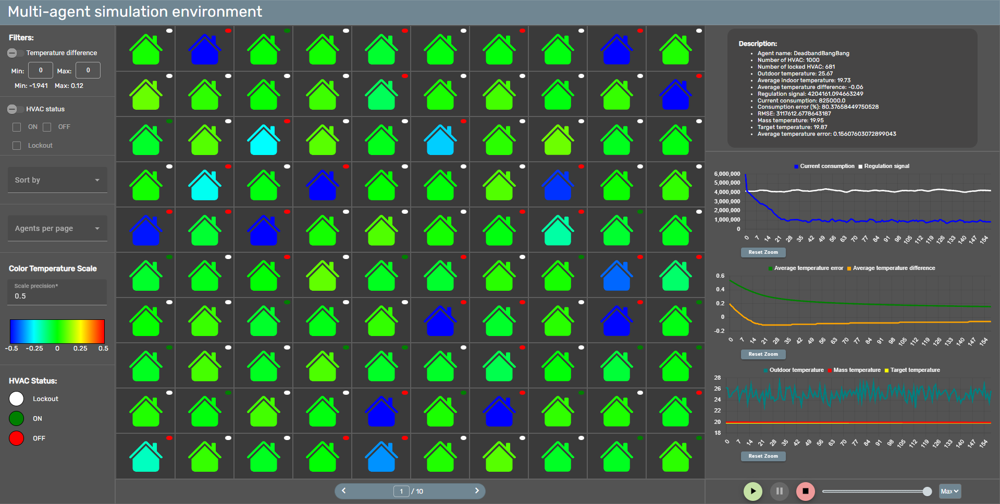 Multi-agent simulation environment
Filters:
Temperature difference
Min: 0 Max: 0
Min: -1.941 Max: 0.12
HVAC status
ON OFF
Lockout
Sort by
Agents per page
Color Temperature Scale
Scale precision*
0.5
-0.5 -0.25 0 0.25 0.5
HVAC Status:
Lockout
ON
OFF
1 / 10
Description:
Agent name: DeadbandBangBang
Number of HVAC: 1000
Number of locked HVAC: 681
Outdoor temperature: 25.67
Average indoor temperature: 19.73
Average temperature difference: -0.06
Regulation signal: 4204161.094663249
Current consumption: 825000.0
Consumption error (%): 80.37658449750528
RMSE: 3117612.6778643187
Mass temperature: 19.95
Target temperature: 19.87
Average temperature error: 0.15607603072899043
Current consumption Regulation signal
6,000,000
5,000,000
4,000,000
3,000,000
2,000,000
1,000,000
0
0 7 14 21 28 35 42 49 56 63 70 77 84 91 98 105 112 119 126 133 140 147 154
Reset Zoom
Average temperature error Average temperature difference
0.6
0.4
0.2
0
-0.2
0 7 14 21 28 35 42 49 56 63 70 77 84 91 98 105 112 119 126 133 140 147 154
Reset Zoom
Outdoor temperature Mass temperature Target temperature
28
26
24
22
20
18
0 7 14 21 28 35 42 49 56 63 70 77 84 91 98 105 112 119 126 133 140 147 154
Reset Zoom
Max